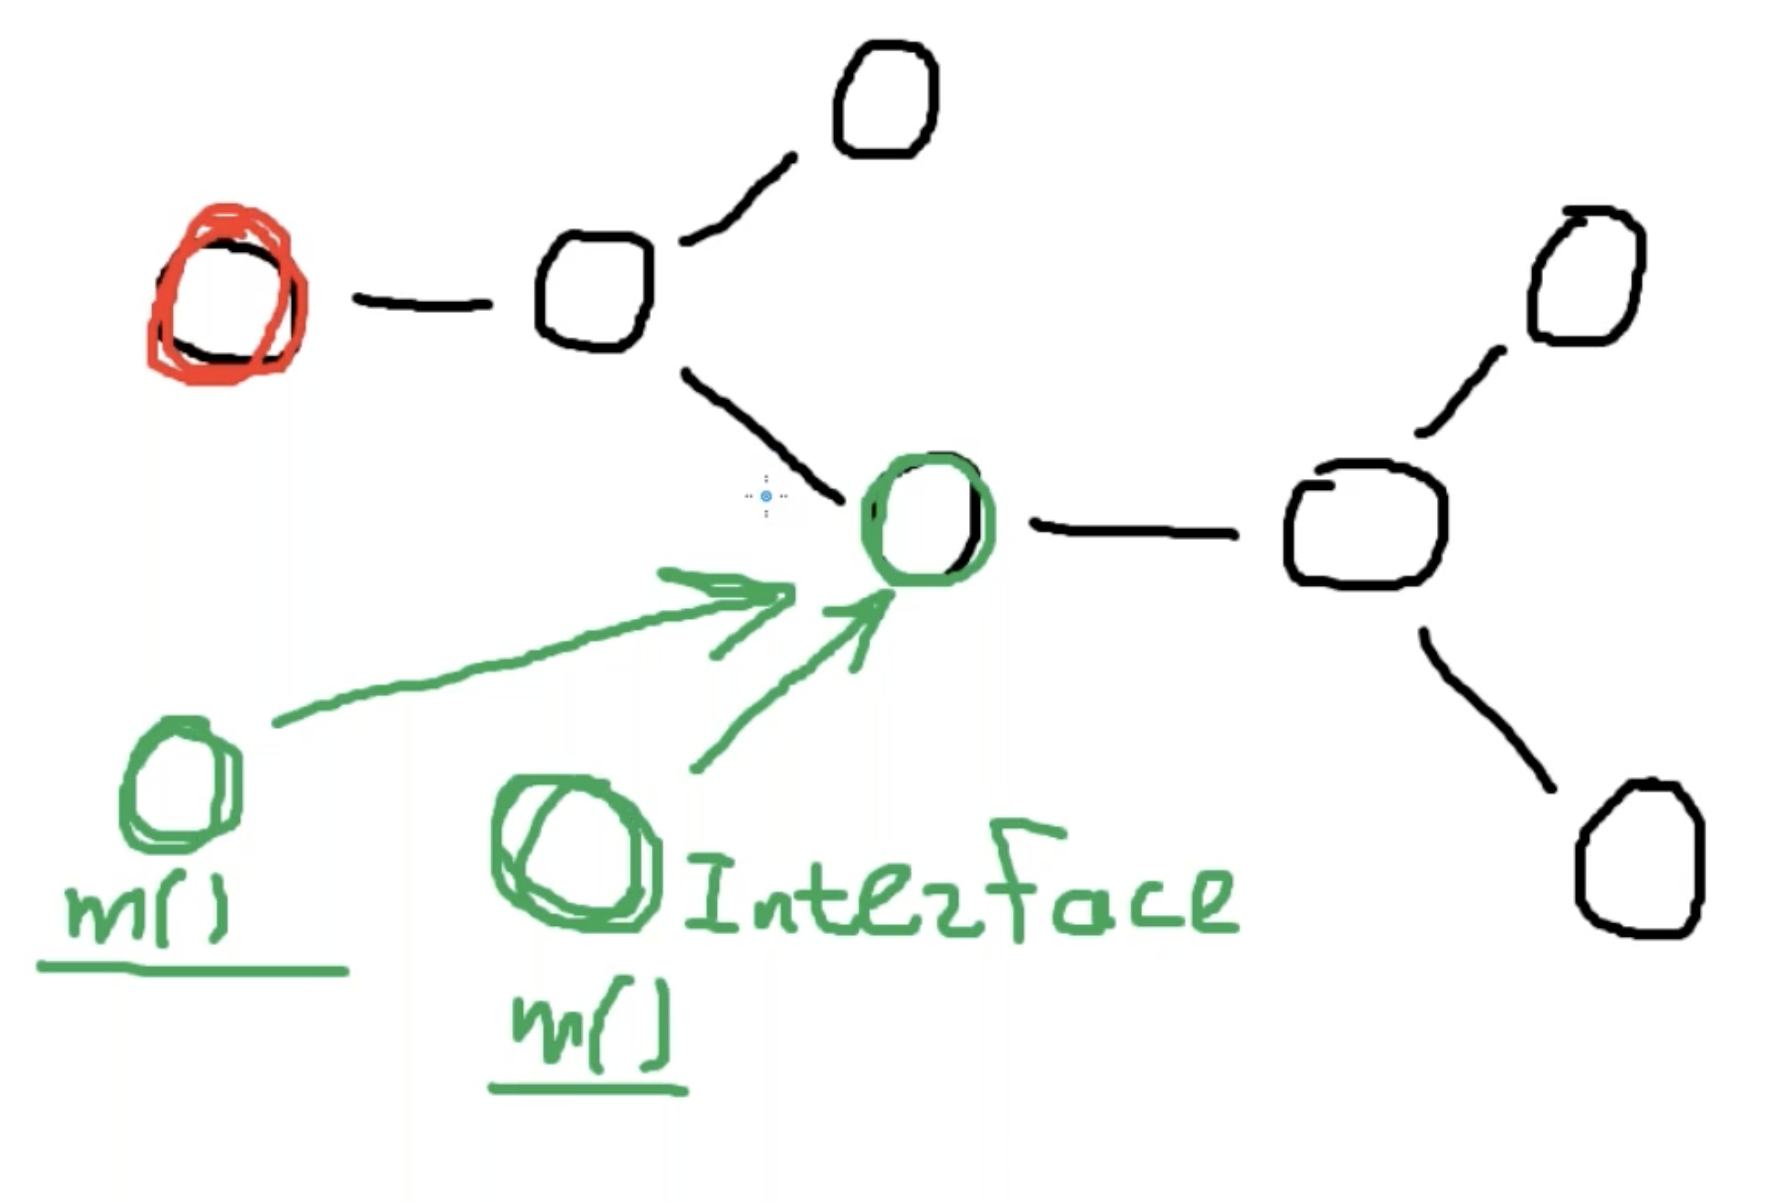 m()
Interface
m()